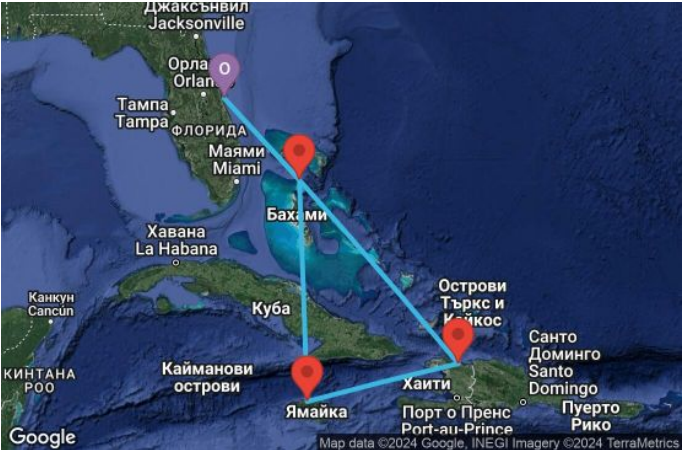 Джаксънвил
Jacksonville
O
Орла
Orlan
Тампа
Tampa
ФЛОРИДА
Маями
Miami
Бахами
Хавана
La Habana
Канкун
Cancún
Куба
Острови
Търкс и
Кайкос
Санто
Доминго
Santo
Domingo
Кайманови
острови
КИНТАНА
РОО
Хаити
Ямайка
Порт о Пренс
Port-au-Prince
Пуерто
Рико
Google
Map data ©2024 Google, INEGI Imagery ©2024 TerraMetrics